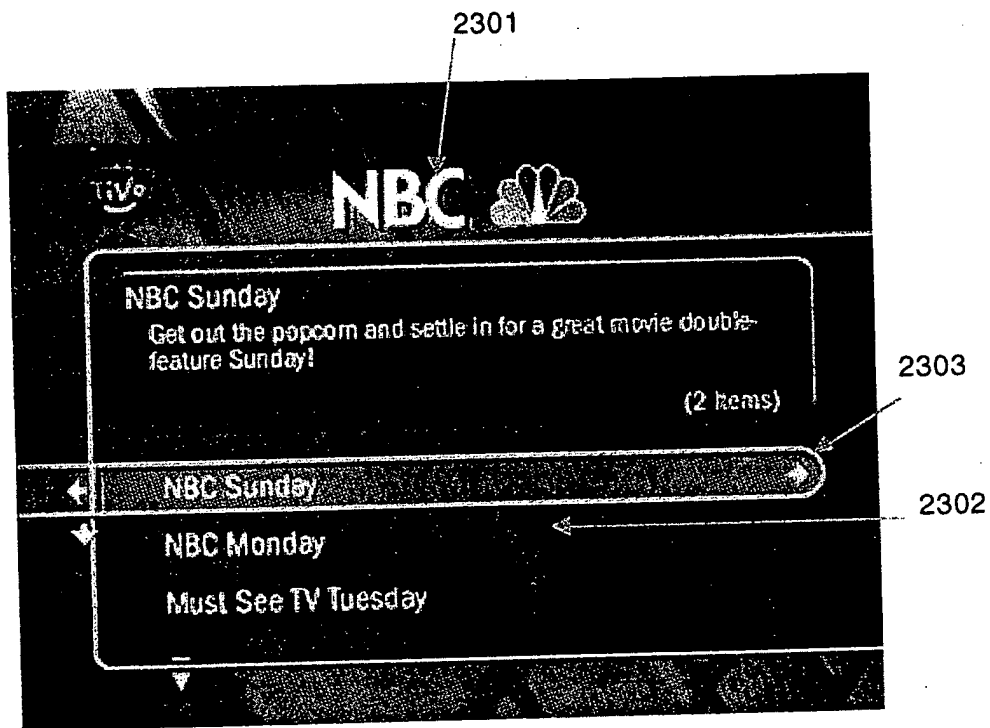 2301
TiVo
NBC
NBC Sunday
Get out the popcorn and settle in for a great movie double-
feature Sunday!
(2 items)
2303
NBC Sunday
2302
NBC Monday
Must See TV Tuesday